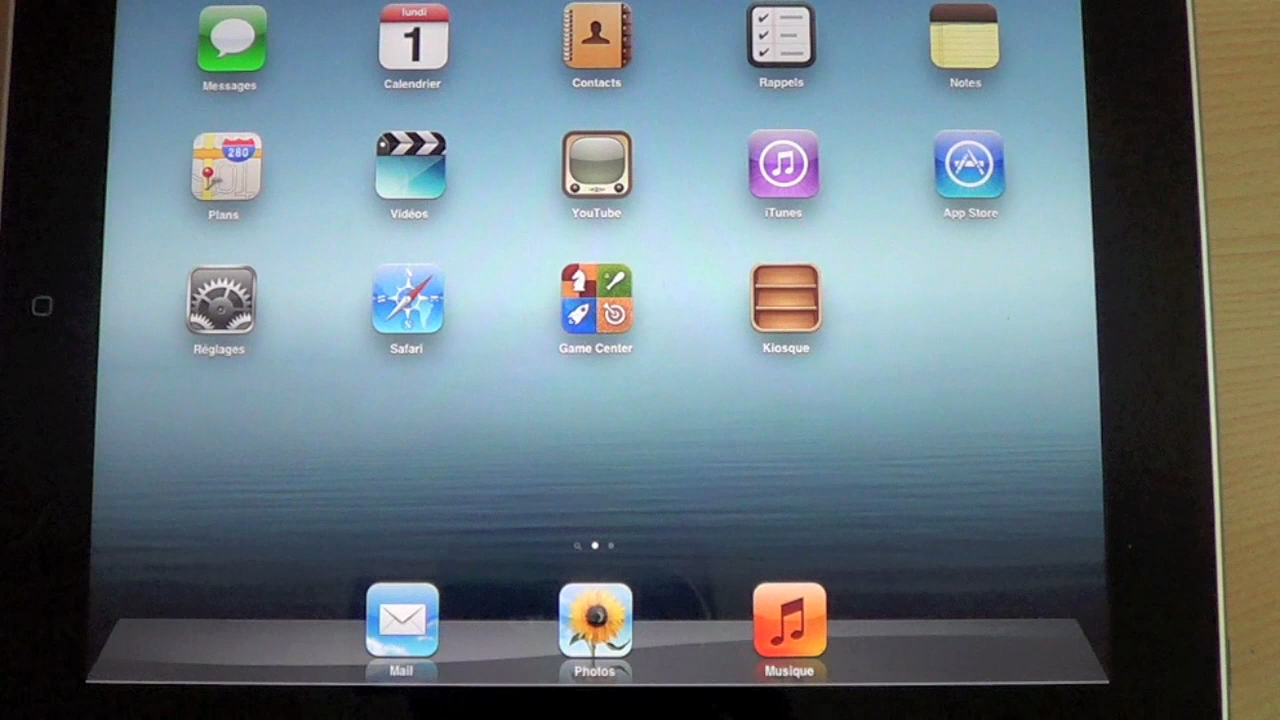 lundi
1
Messages
Calendrier
Contacts
Rappels
Notes
280
Plans
Vidéos
YouTube
iTunes
App Store
Réglages
Safari
Game Center
Kiosque
Mail
Photos
Musique